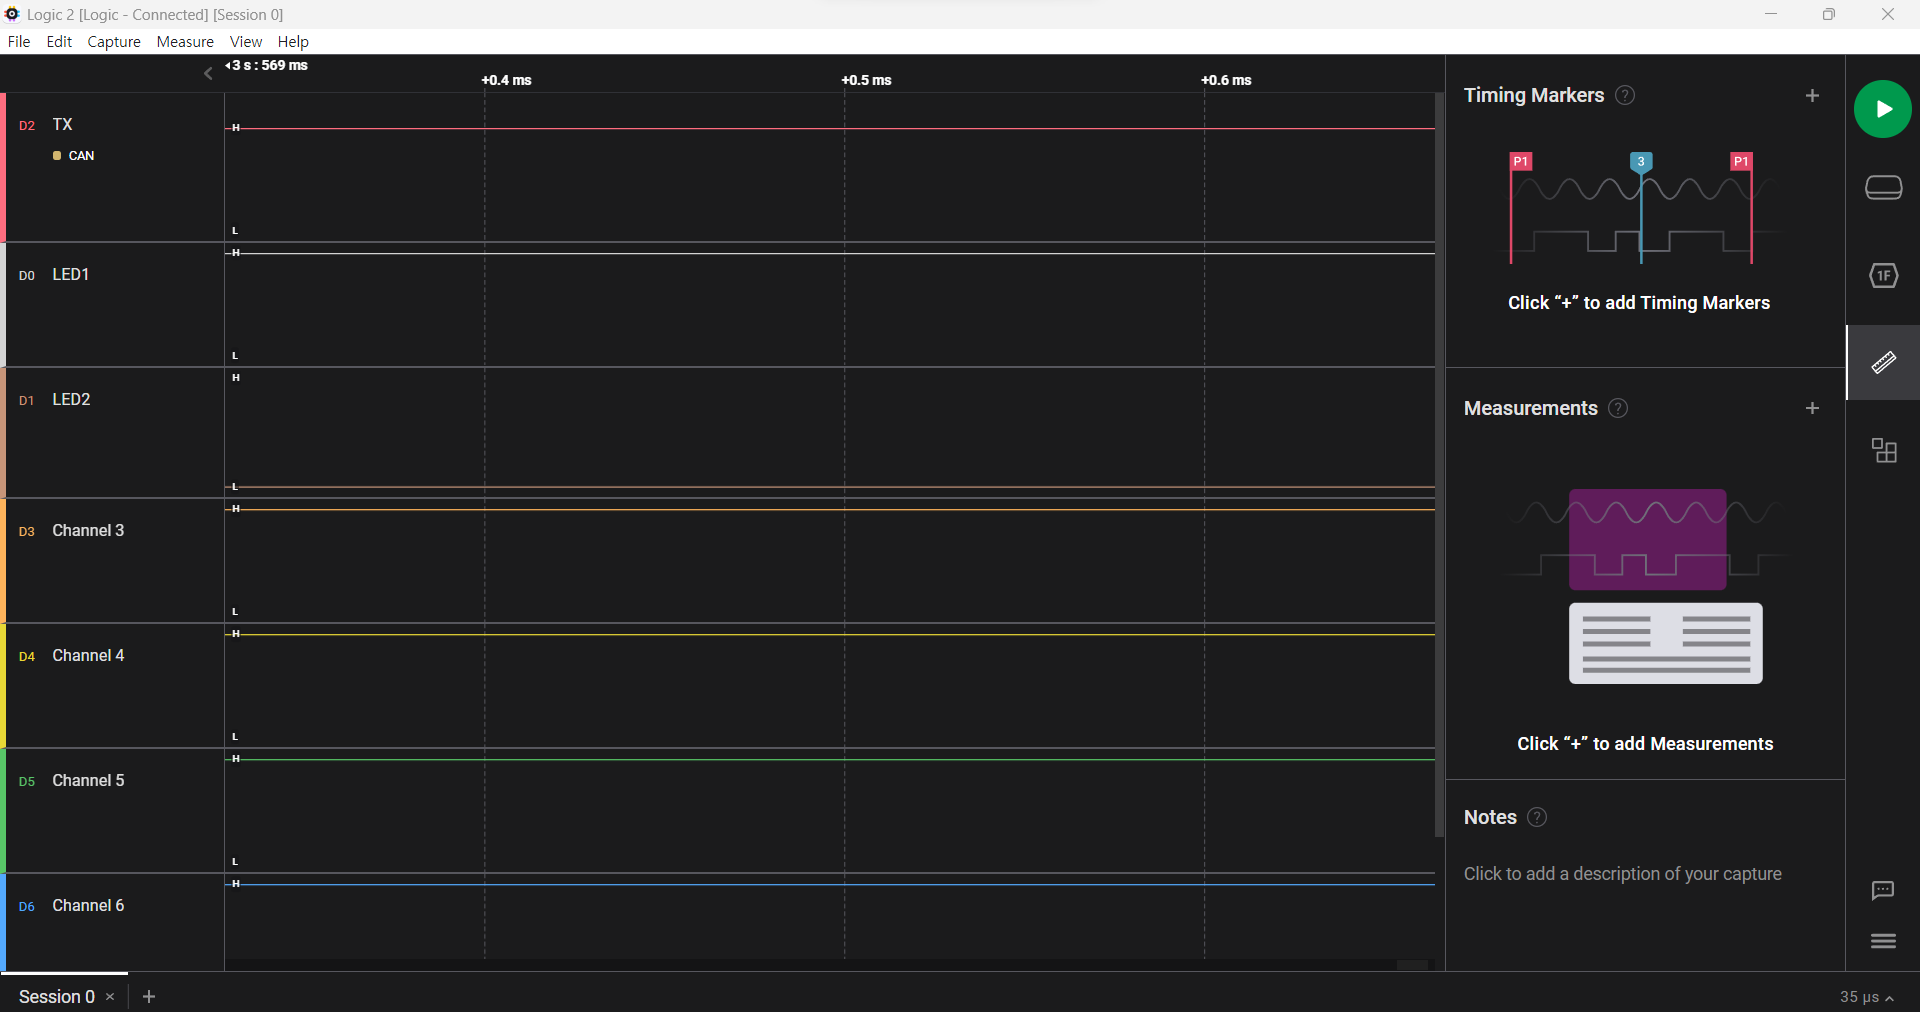 Logic 2 [Logic - Connected] [Session 0]
File Edit Capture Measure View Help
3 s : 569 ms
+0.4 ms +0.5 ms +0.6 ms
D2 TX
CAN
H
L
D0 LED1
H
L
D1 LED2
H
L
D3 Channel 3
H
L
D4 Channel 4
H
L
D5 Channel 5
H
L
D6 Channel 6
H
Timing Markers ? +
P1 3 P1
Click “+” to add Timing Markers
Measurements ? +
Click “+” to add Measurements
Notes ?
Click to add a description of your capture
1F
Session 0 × +
35 µs